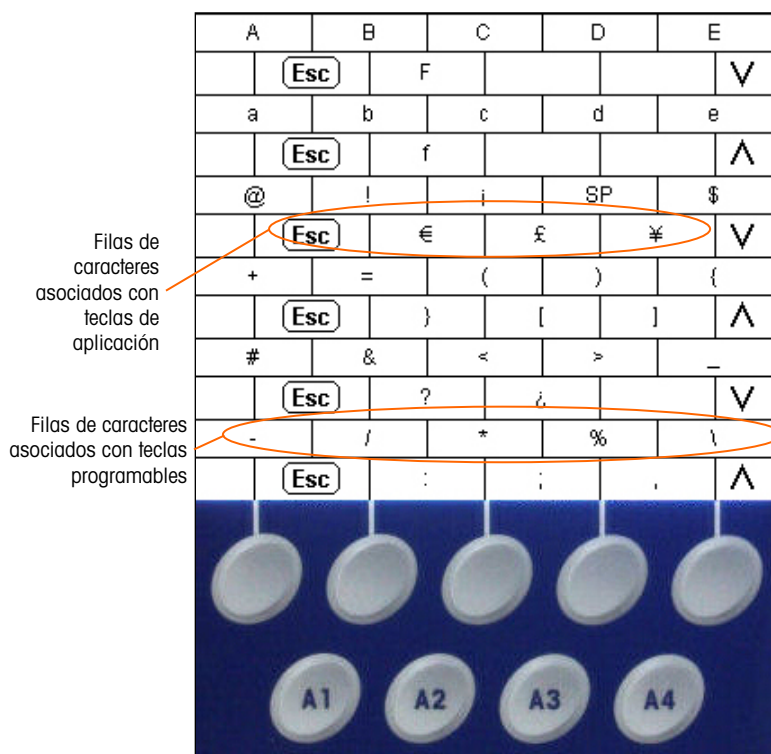 A B C D E
Esc F V
a b c d e
Esc f Λ
@ ! ¡ SP $
Esc € £ ¥ V
+ = ( ) {
Esc } [ ] Λ
# & < > _
Esc ? ¿ V
- / * % \
Esc : ; , Λ
Filas de
caracteres
asociados con
teclas de
aplicación
Filas de caracteres
asociados con teclas
programables
A1 A2 A3 A4